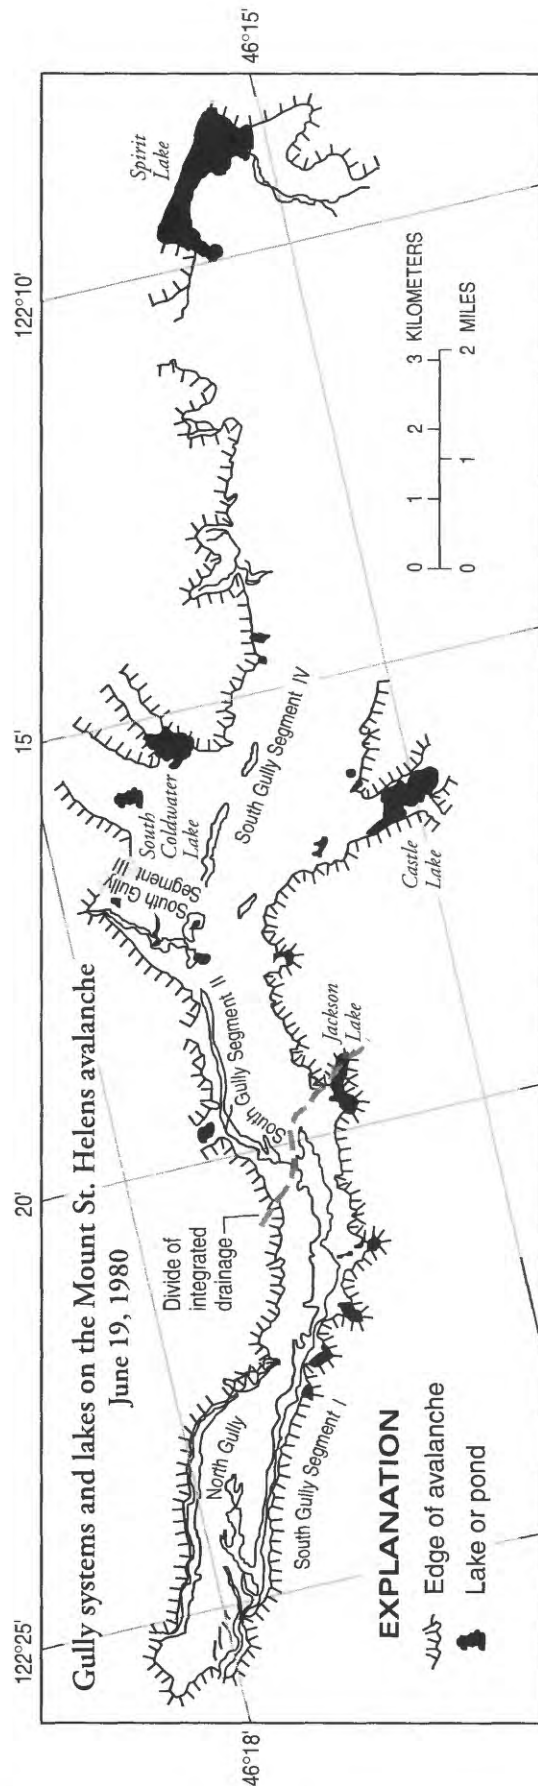 Gully systems and lakes on the Mount St. Helens avalanche
June 19, 1980
122°25'
20'
15'
122°10'
46°15'
46°18'
Spirit
Lake
South
Coldwater
Lake
South Gully
Segment III
South Gully Segment IV
South Gully Segment II
Divide of
integrated
drainage
North Gully
South Gully Segment I
Jackson
Lake
Castle
Lake
EXPLANATION
Edge of avalanche
Lake or pond
0 1 2 3 KILOMETERS
0 1 2 MILES